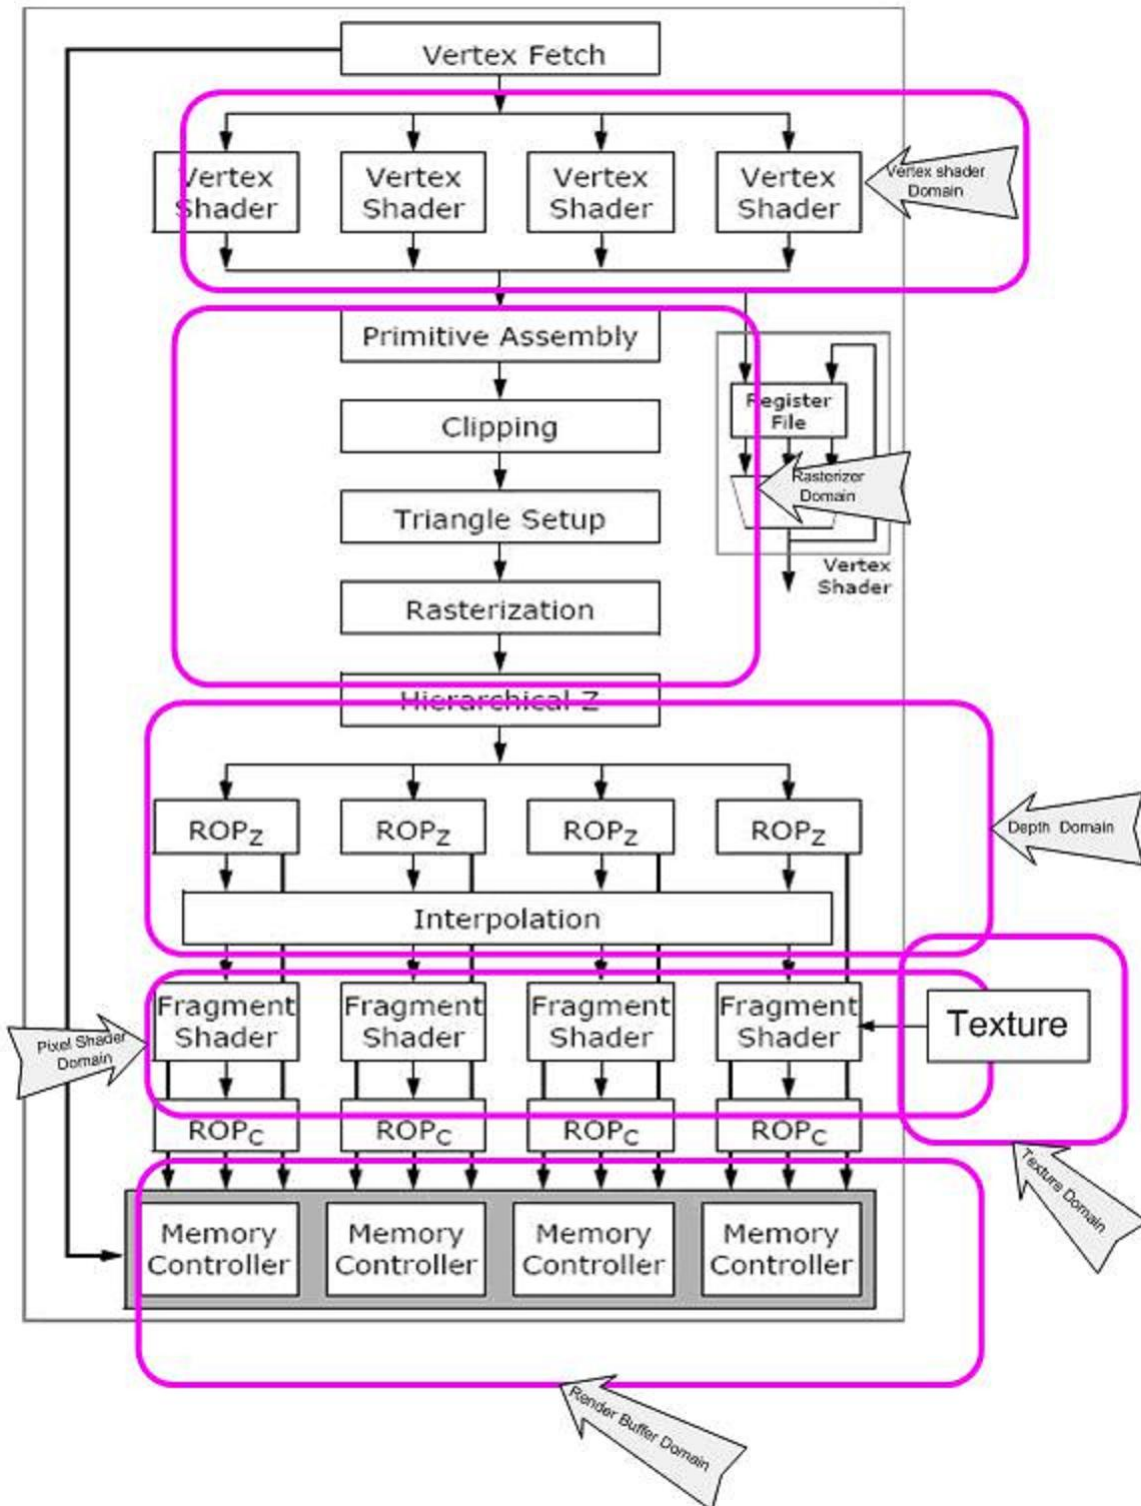 Vertex Fetch
Vertex
Shader
Vertex
Shader
Vertex
Shader
Vertex
Shader
Vertex shader
Domain
Primitive Assembly
Clipping
Triangle Setup
Rasterization
Hierarchical Z
Register
File
Rasterizer
Domain
Vertex
Shader
ROPZ
ROPZ
ROPZ
ROPZ
Depth Domain
Interpolation
Fragment
Shader
Fragment
Shader
Fragment
Shader
Fragment
Shader
Texture
Pixel Shader
Domain
ROPC
ROPC
ROPC
ROPC
Texture Domain
Memory
Controller
Memory
Controller
Memory
Controller
Memory
Controller
Render Buffer Domain